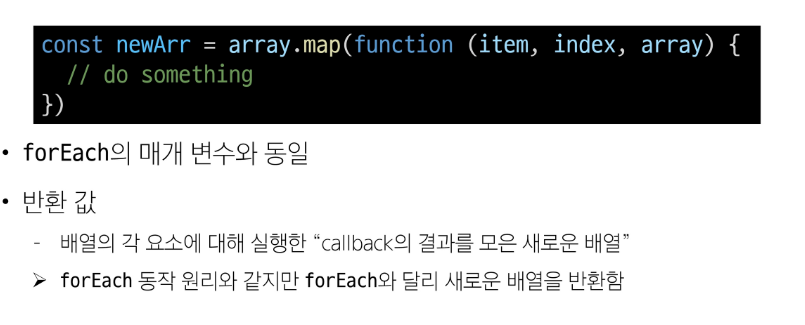 const newArr = array.map(function (item, index, array) {
  // do something
})
• forEach의 매개 변수와 동일
• 반환 값
- 배열의 각 요소에 대해 실행한 “callback의 결과를 모은 새로운 배열”
➢ forEach 동작 원리와 같지만 forEach와 달리 새로운 배열을 반환함